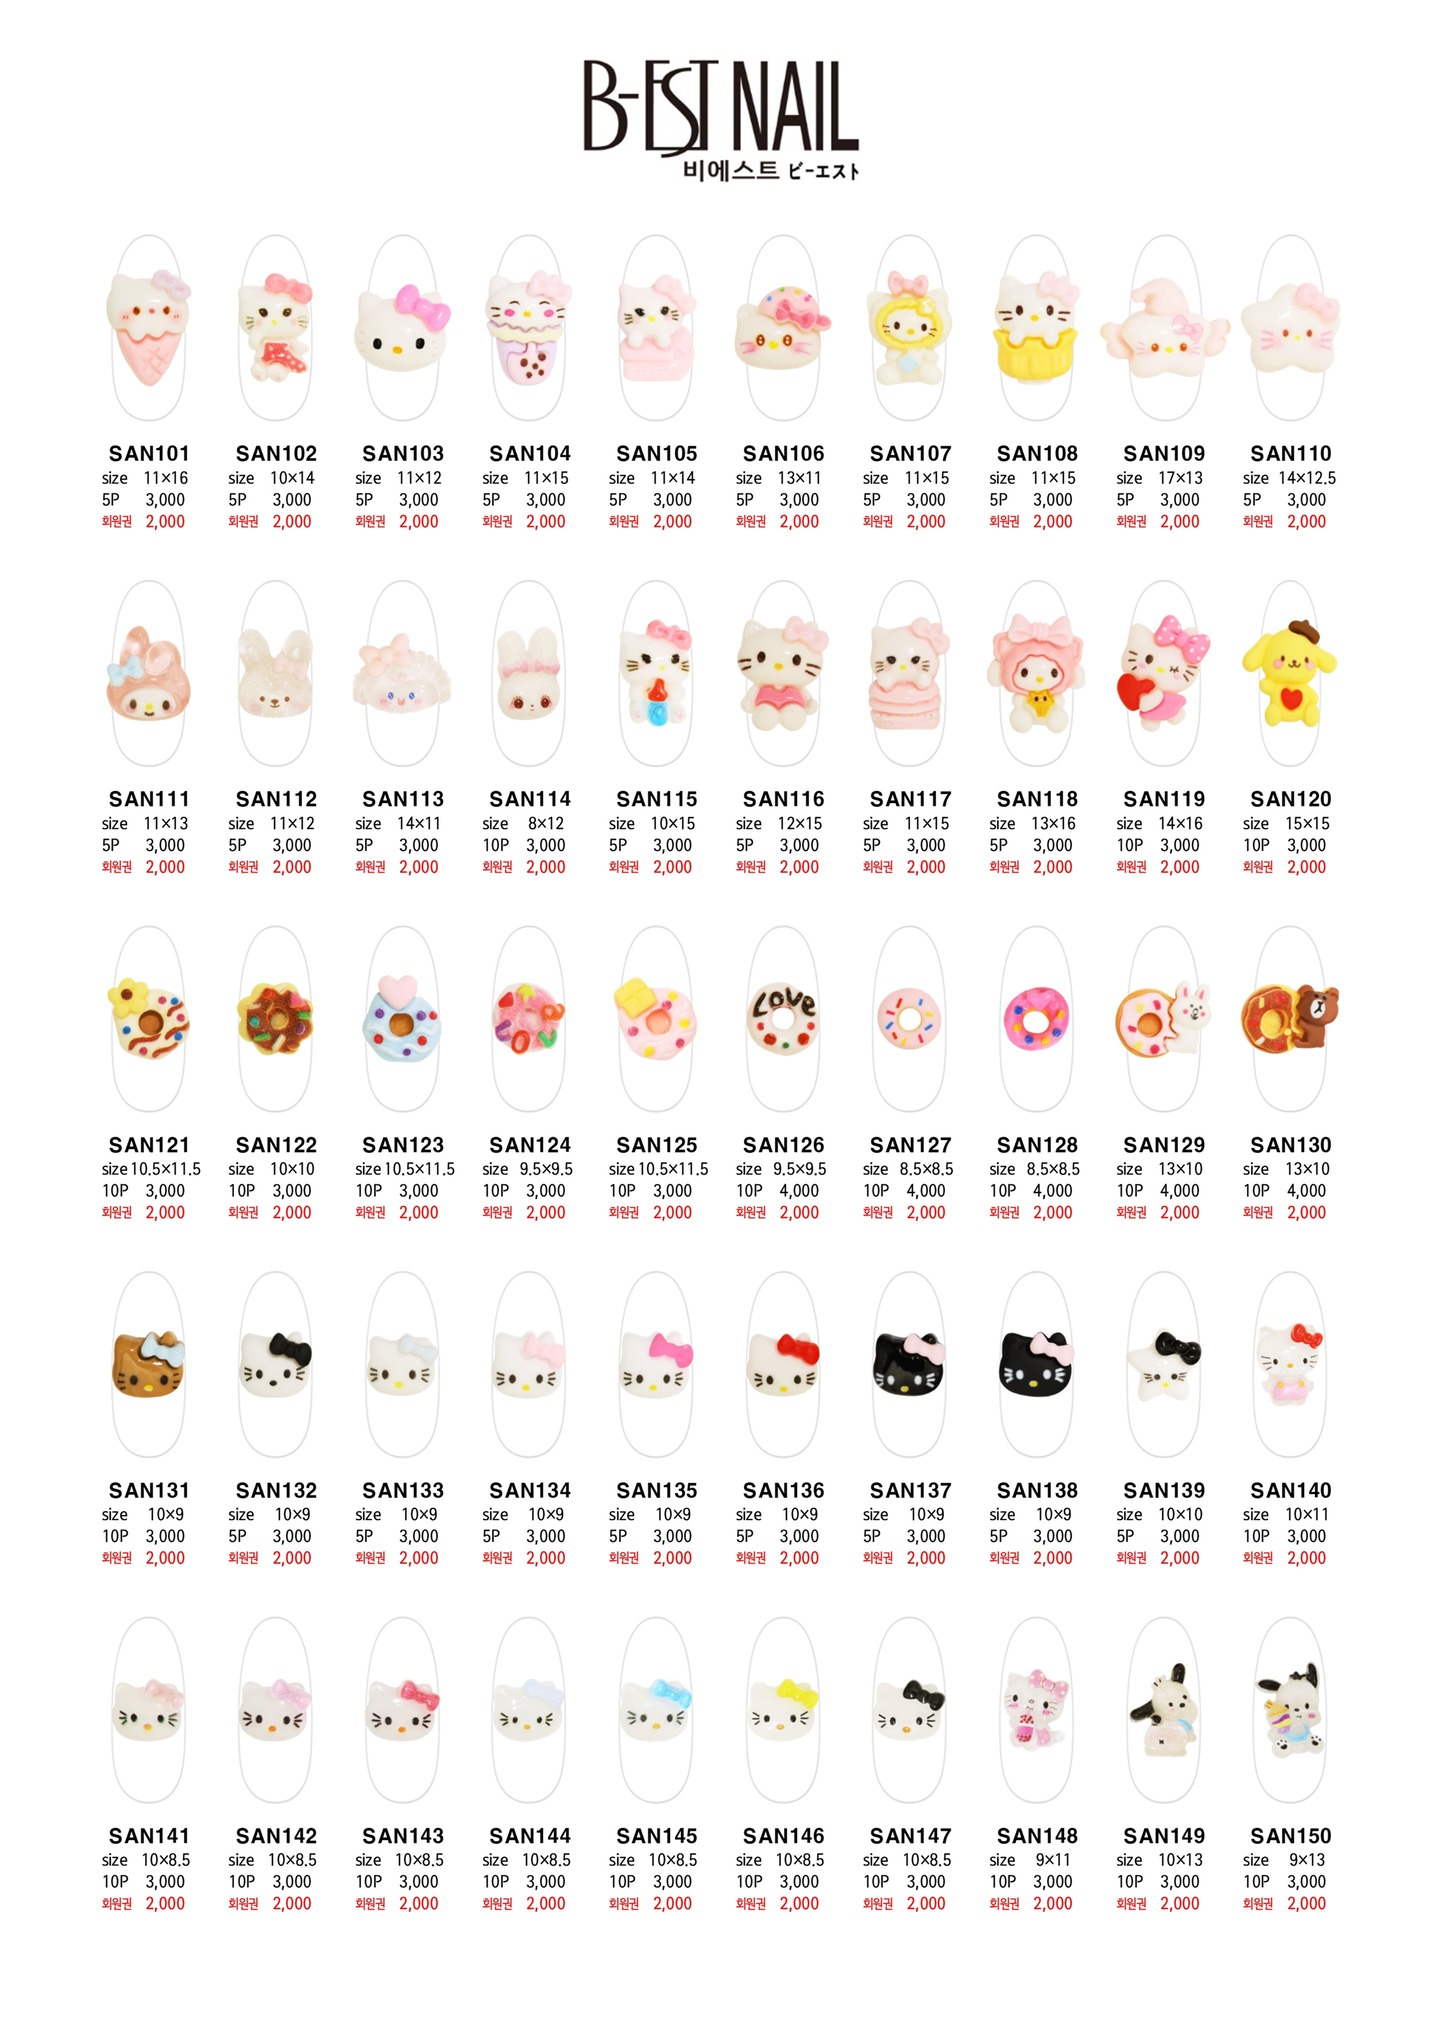 B-EST NAIL
비에스트 ビーエスト
SAN101 SAN102 SAN103 SAN104 SAN105 SAN106 SAN107 SAN108 SAN109 SAN110
size 11×16 size 10×14 size 11×12 size 11×15 size 11×14 size 13×11 size 11×15 size 11×15 size 17×13 size 14×12.5
5P 3,000 5P 3,000 5P 3,000 5P 3,000 5P 3,000 5P 3,000 5P 3,000 5P 3,000 5P 3,000 5P 3,000
회원권 2,000 회원권 2,000 회원권 2,000 회원권 2,000 회원권 2,000 회원권 2,000 회원권 2,000 회원권 2,000 회원권 2,000 회원권 2,000
SAN111 SAN112 SAN113 SAN114 SAN115 SAN116 SAN117 SAN118 SAN119 SAN120
size 11×13 size 11×12 size 14×11 size 8×12 size 10×15 size 12×15 size 11×15 size 13×16 size 14×16 size 15×15
5P 3,000 5P 3,000 5P 3,000 10P 3,000 5P 3,000 5P 3,000 5P 3,000 5P 3,000 10P 3,000 10P 3,000
회원권 2,000 회원권 2,000 회원권 2,000 회원권 2,000 회원권 2,000 회원권 2,000 회원권 2,000 회원권 2,000 회원권 2,000 회원권 2,000
LOVE
SAN121 SAN122 SAN123 SAN124 SAN125 SAN126 SAN127 SAN128 SAN129 SAN130
size 10.5×11.5 size 10×10 size 10.5×11.5 size 9.5×9.5 size 10.5×11.5 size 9.5×9.5 size 8.5×8.5 size 8.5×8.5 size 13×10 size 13×10
10P 3,000 10P 3,000 10P 3,000 10P 3,000 10P 3,000 10P 4,000 10P 4,000 10P 4,000 10P 4,000 10P 4,000
회원권 2,000 회원권 2,000 회원권 2,000 회원권 2,000 회원권 2,000 회원권 2,000 회원권 2,000 회원권 2,000 회원권 2,000 회원권 2,000
SAN131 SAN132 SAN133 SAN134 SAN135 SAN136 SAN137 SAN138 SAN139 SAN140
size 10×9 size 10×9 size 10×9 size 10×9 size 10×9 size 10×9 size 10×9 size 10×9 size 10×10 size 10×11
10P 3,000 5P 3,000 5P 3,000 5P 3,000 5P 3,000 5P 3,000 5P 3,000 5P 3,000 5P 3,000 10P 3,000
회원권 2,000 회원권 2,000 회원권 2,000 회원권 2,000 회원권 2,000 회원권 2,000 회원권 2,000 회원권 2,000 회원권 2,000 회원권 2,000
SAN141 SAN142 SAN143 SAN144 SAN145 SAN146 SAN147 SAN148 SAN149 SAN150
size 10×8.5 size 10×8.5 size 10×8.5 size 10×8.5 size 10×8.5 size 10×8.5 size 10×8.5 size 9×11 size 10×13 size 9×13
10P 3,000 10P 3,000 10P 3,000 10P 3,000 10P 3,000 10P 3,000 10P 3,000 10P 3,000 10P 3,000 10P 3,000
회원권 2,000 회원권 2,000 회원권 2,000 회원권 2,000 회원권 2,000 회원권 2,000 회원권 2,000 회원권 2,000 회원권 2,000 회원권 2,000